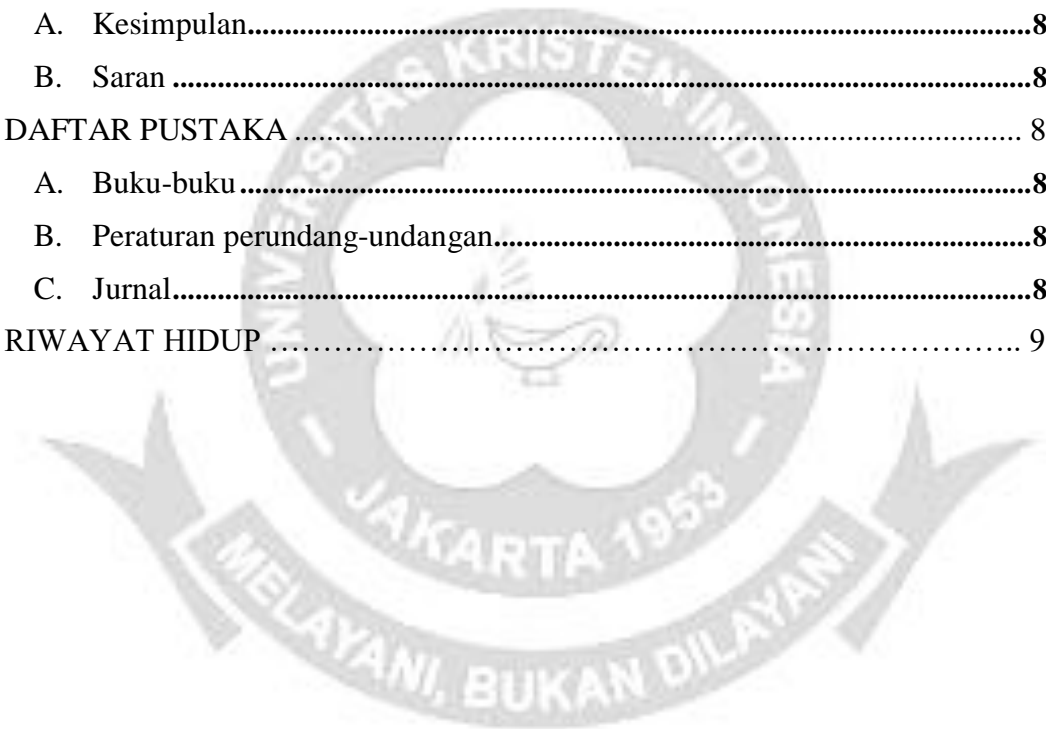 A. Kesimpulan....................................................................................................8
B. Saran ..............................................................................................................8
DAFTAR PUSTAKA ................................................................................................ 8
A. Buku-buku.....................................................................................................8
B. Peraturan perundang-undangan......................................................................8
C. Jurnal..............................................................................................................8
RIWAYAT HIDUP ……………………………………………………………….. 9
UNIVERSITAS KRISTEN INDONESIA
- JAKARTA 1953 -
MELAYANI, BUKAN DILAYANI